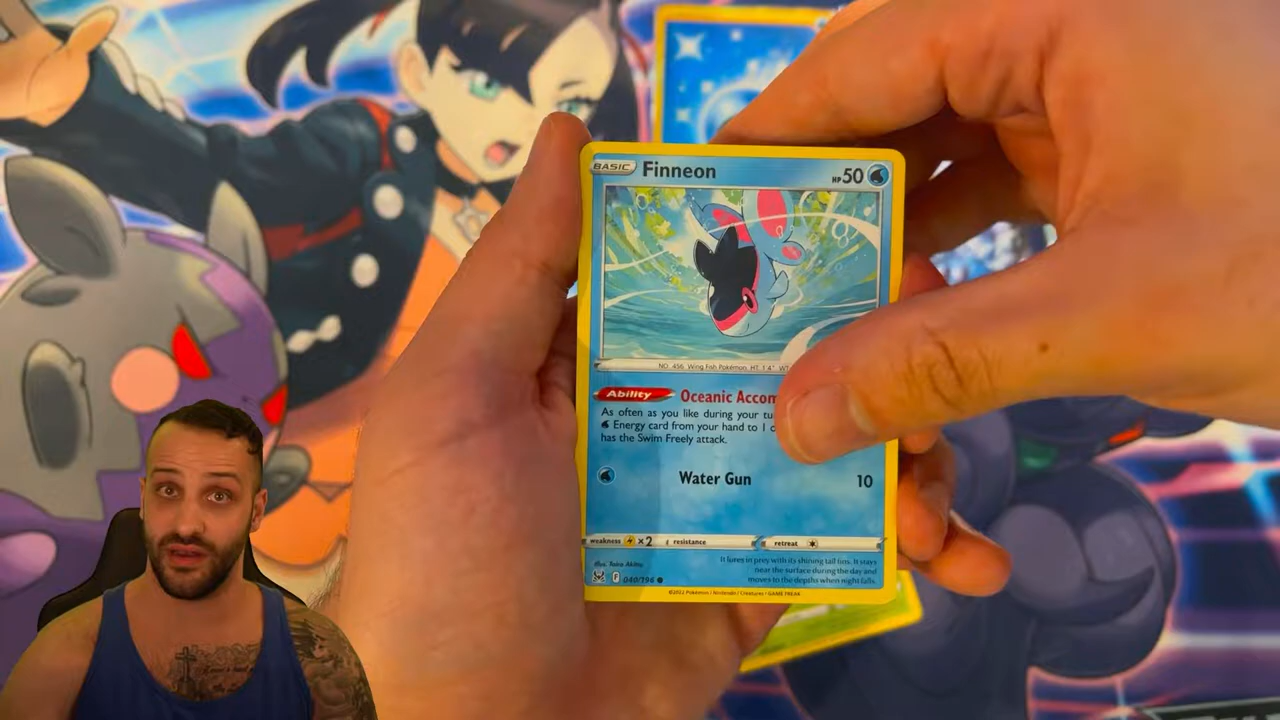 BASIC Finneon HP 50
NO. 456 Wing Fish Pokémon HT: 1'4" WT
Ability Oceanic Accom
As often as you like during your tu
Energy card from your hand to 1 o
has the Swim Freely attack.
Water Gun 10
weakness ×2 resistance retreat
Illus. Taira Akitsu
It lures in prey with its shining tail fins. It stays
near the surface during the day and
moves to the depths when night falls.
F 040/196
©2022 Pokémon / Nintendo / Creatures / GAME FREAK